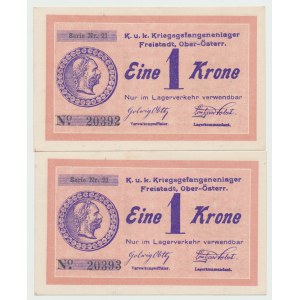 Serie Nr. 21
K. u. k. Kriegsgefangenenlager
Freistadt, Ober-Österr.
Eine 1 Krone
Nur im Lagerverkehr verwendbar
No 20392
Serie Nr. 21
K. u. k. Kriegsgefangenenlager
Freistadt, Ober-Österr.
Eine 1 Krone
Nur im Lagerverkehr verwendbar
No 20393